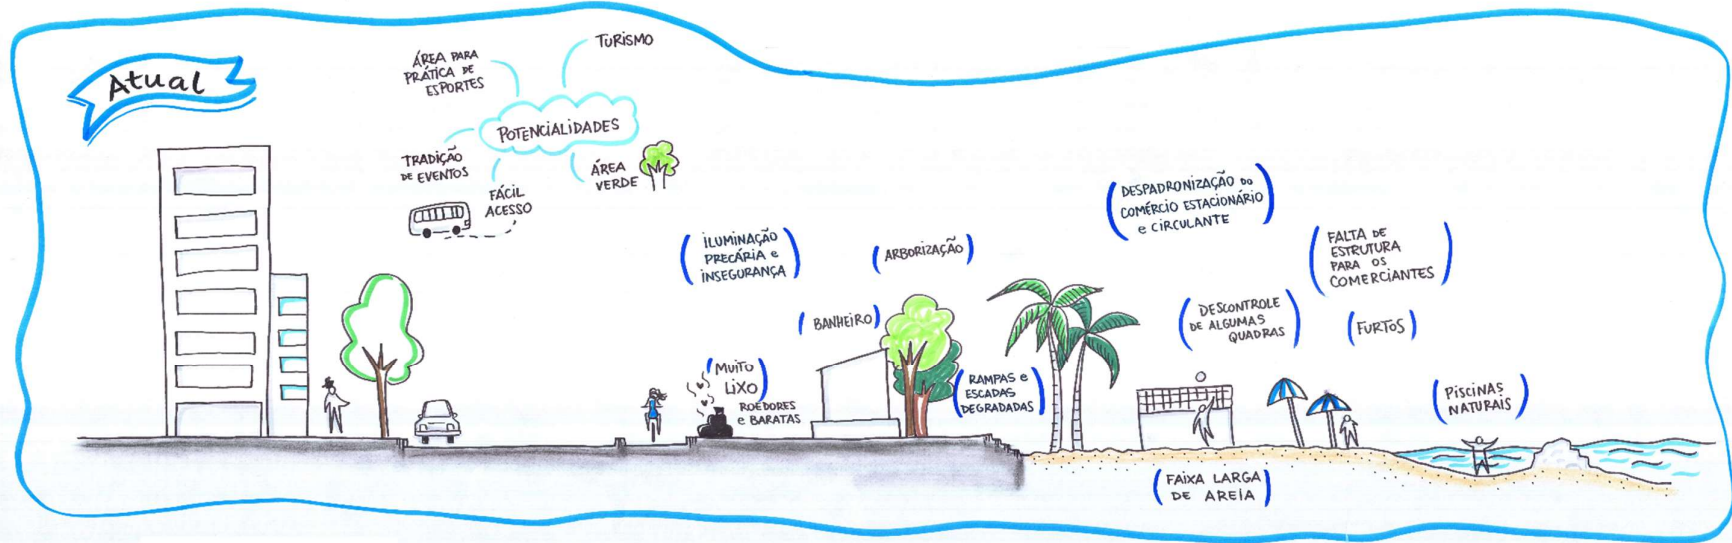 Atual
ÁREA PARA
PRÁTICA DE
ESPORTES
TURISMO
POTENCIALIDADES
TRADIÇÃO
DE EVENTOS
FÁCIL
ACESSO
ÁREA
VERDE
ILUMINAÇÃO
PRECÁRIA e
INSEGURANÇA
ARBORIZAÇÃO
BANHEIRO
MUITO
LIXO
ROEDORES
e BARATAS
RAMPAS e
ESCADAS
DEGRADADAS
DESPADRONIZAÇÃO DO
COMÉRCIO ESTACIONÁRIO
e CIRCULANTE
FALTA DE
ESTRUTURA
PARA OS
COMERCIANTES
DESCONTROLE
DE ALGUMAS
QUADRAS
FURTOS
PISCINAS
NATURAIS
FAIXA LARGA
DE AREIA